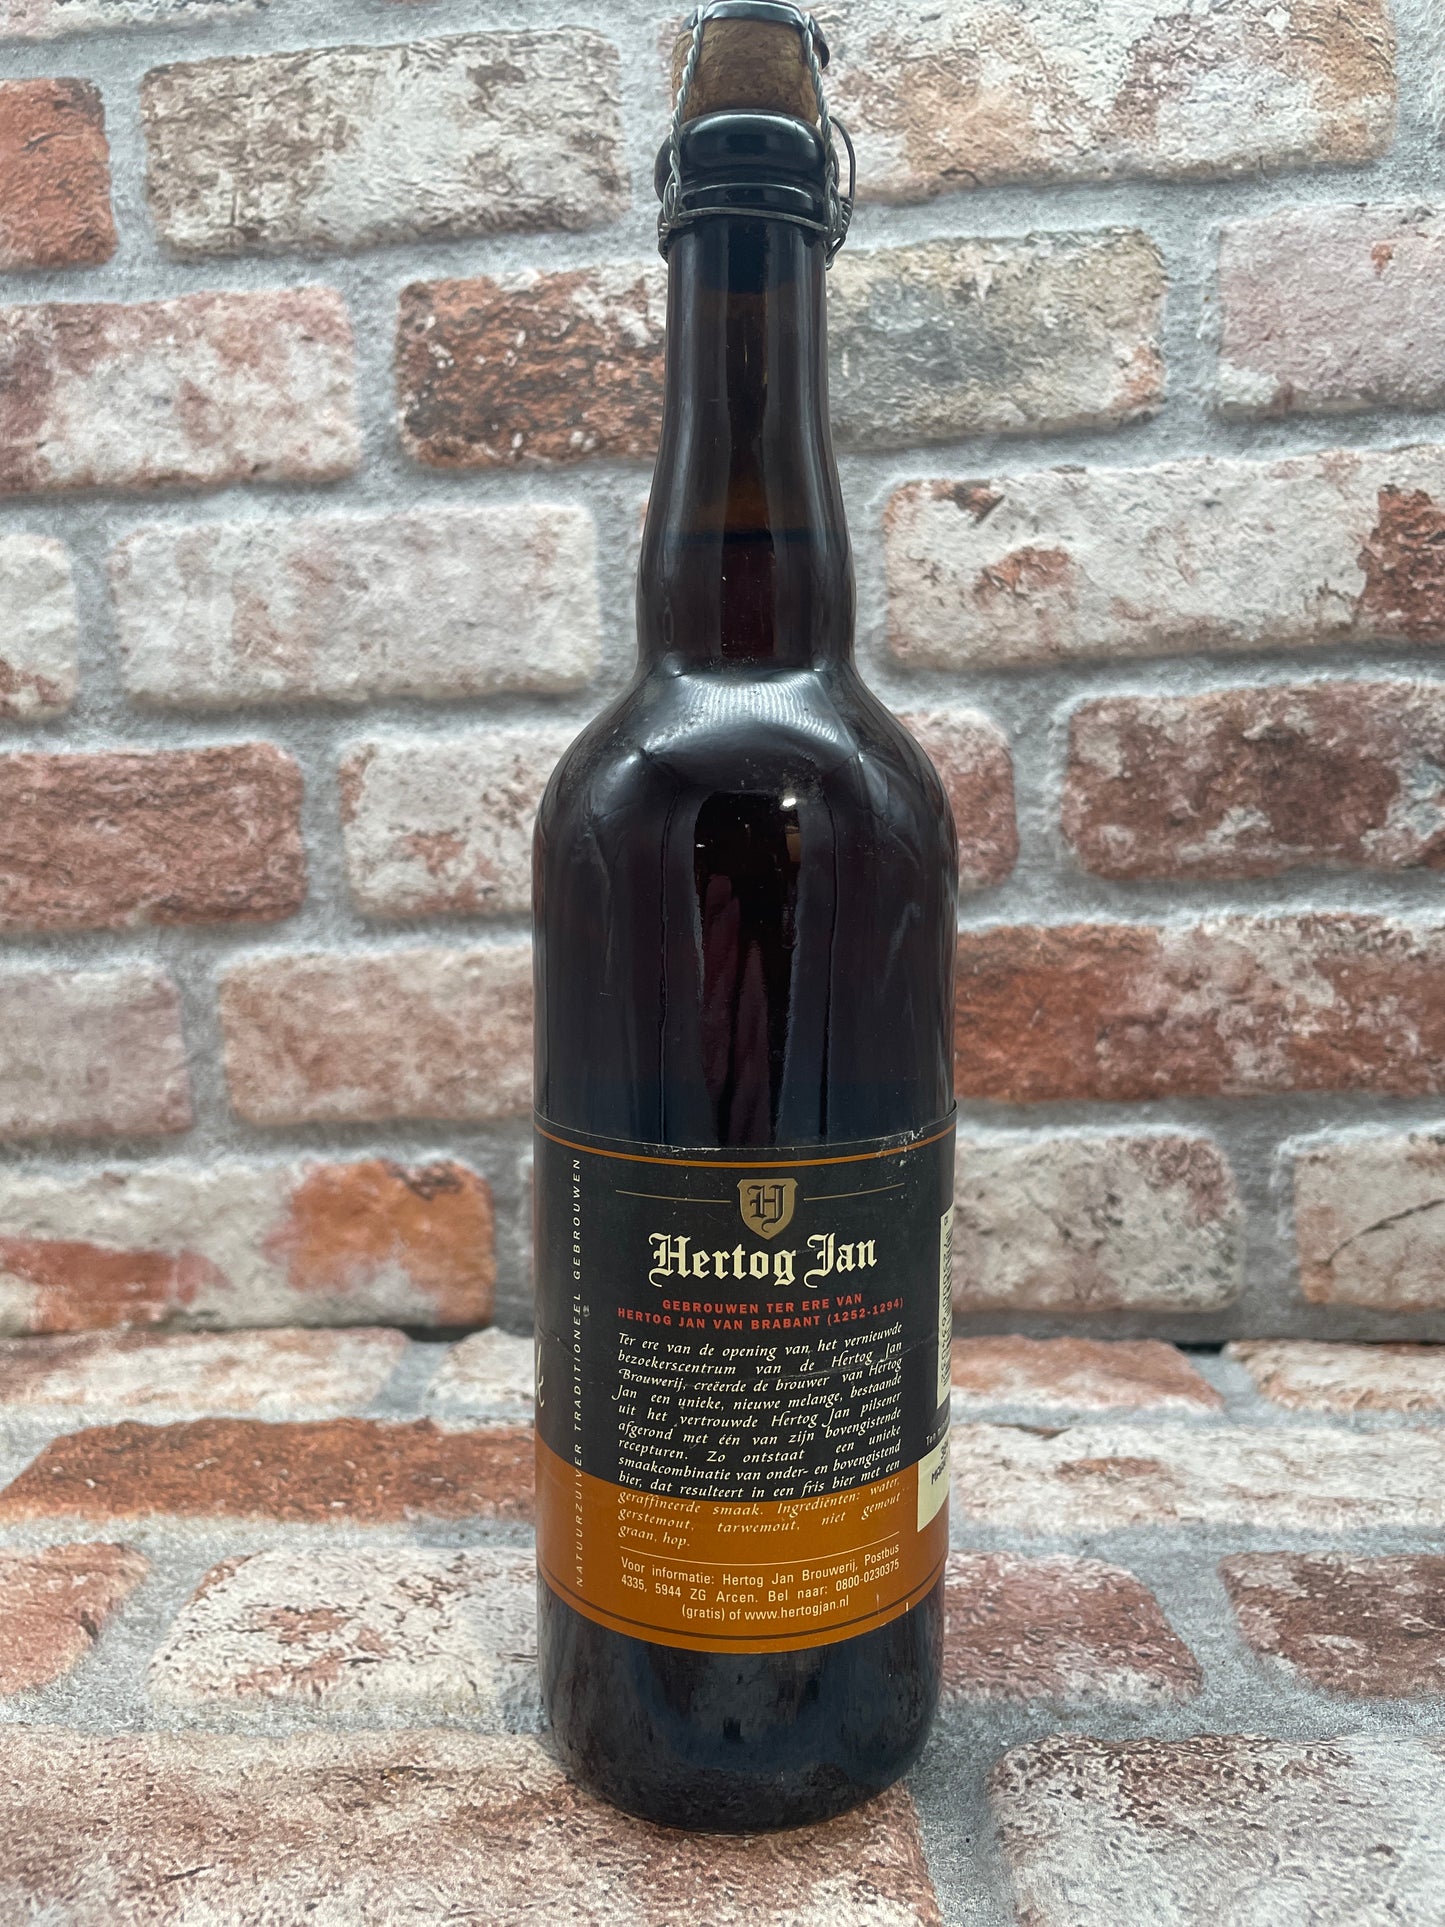 HJ
Hertog Jan
GEBROUWEN TER ERE VAN
HERTOG JAN VAN BRABANT (1252-1294)
Ter ere van de opening van het vernieuwde
bezoekerscentrum van de Hertog Jan
Brouwerij, creëerde de brouwer van Hertog
Jan een unieke, nieuwe melange, bestaande
uit het vertrouwde Hertog Jan pilsener
afgerond met één van zijn bovengistende
recepturen. Zo ontstaat een unieke
smaakcombinatie van onder- en bovengistend
bier, dat resulteert in een fris bier met een
geraffineerde smaak. Ingrediënten: water,
gerstemout, tarwemout, niet gemout
graan, hop.
Voor informatie: Hertog Jan Brouwerij, Postbus
4335, 5944 ZG Arcen. Bel naar: 0800-0230375
(gratis) of www.hertogjan.nl
NATUURZUIVER TRADITIONEEL GEBROUWEN